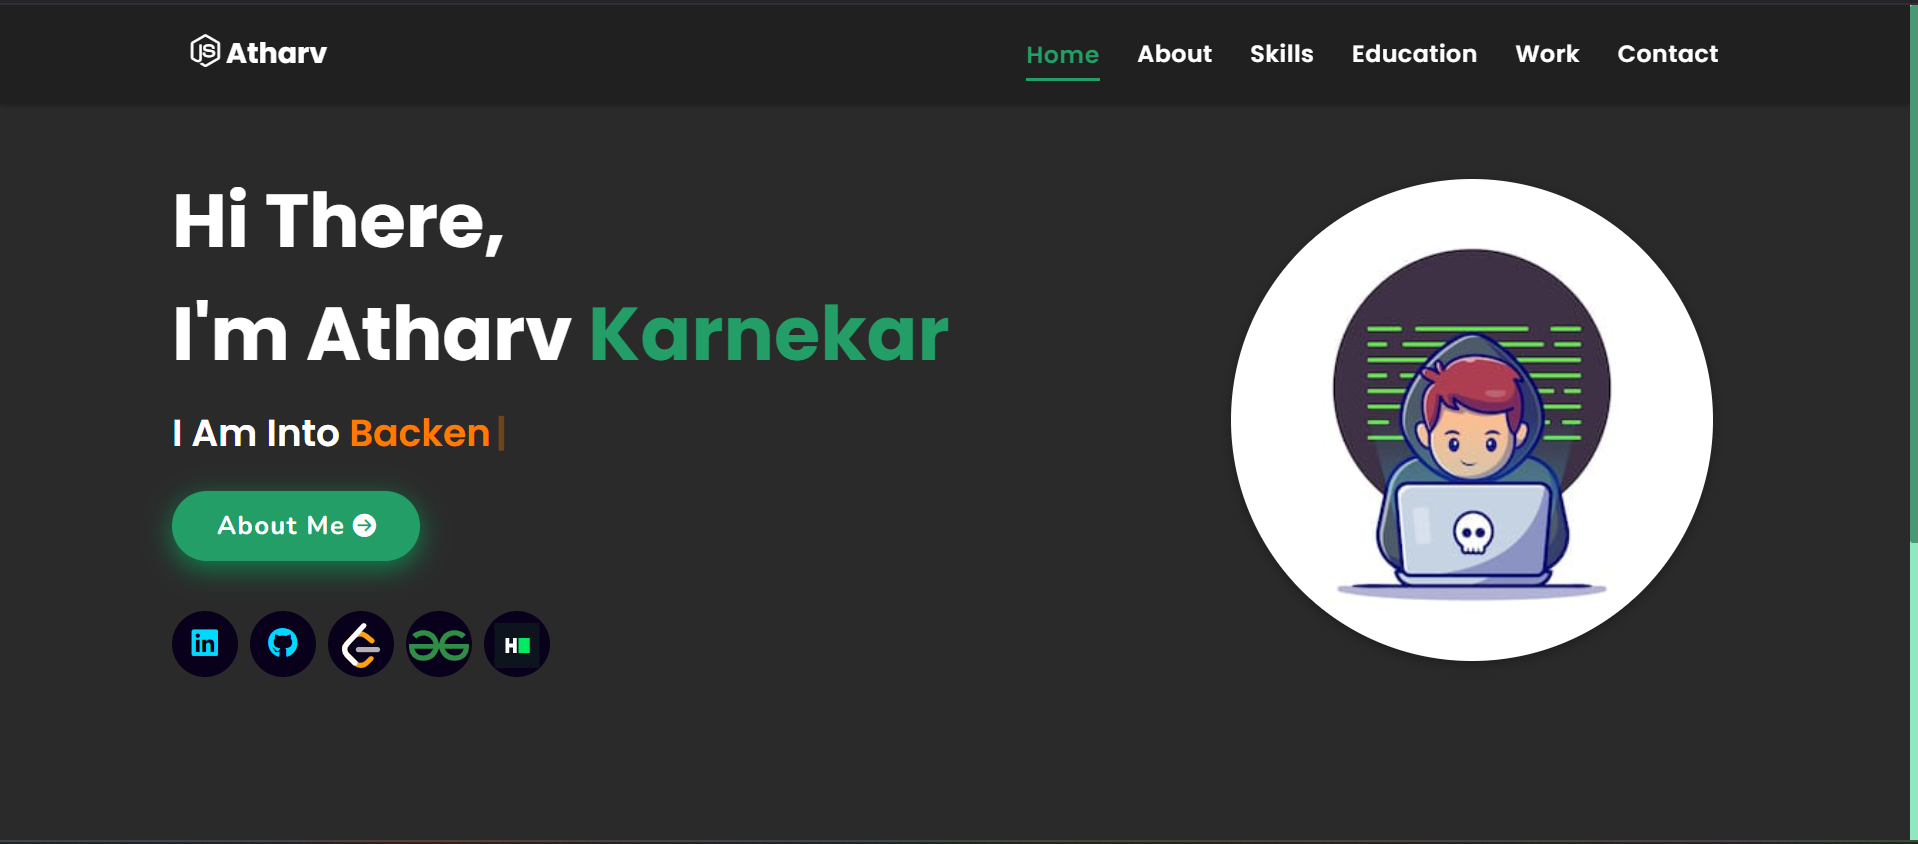 JS Atharv
Home About Skills Education Work Contact
Hi There,
I'm Atharv Karnekar
I Am Into Backen
About Me
in
H